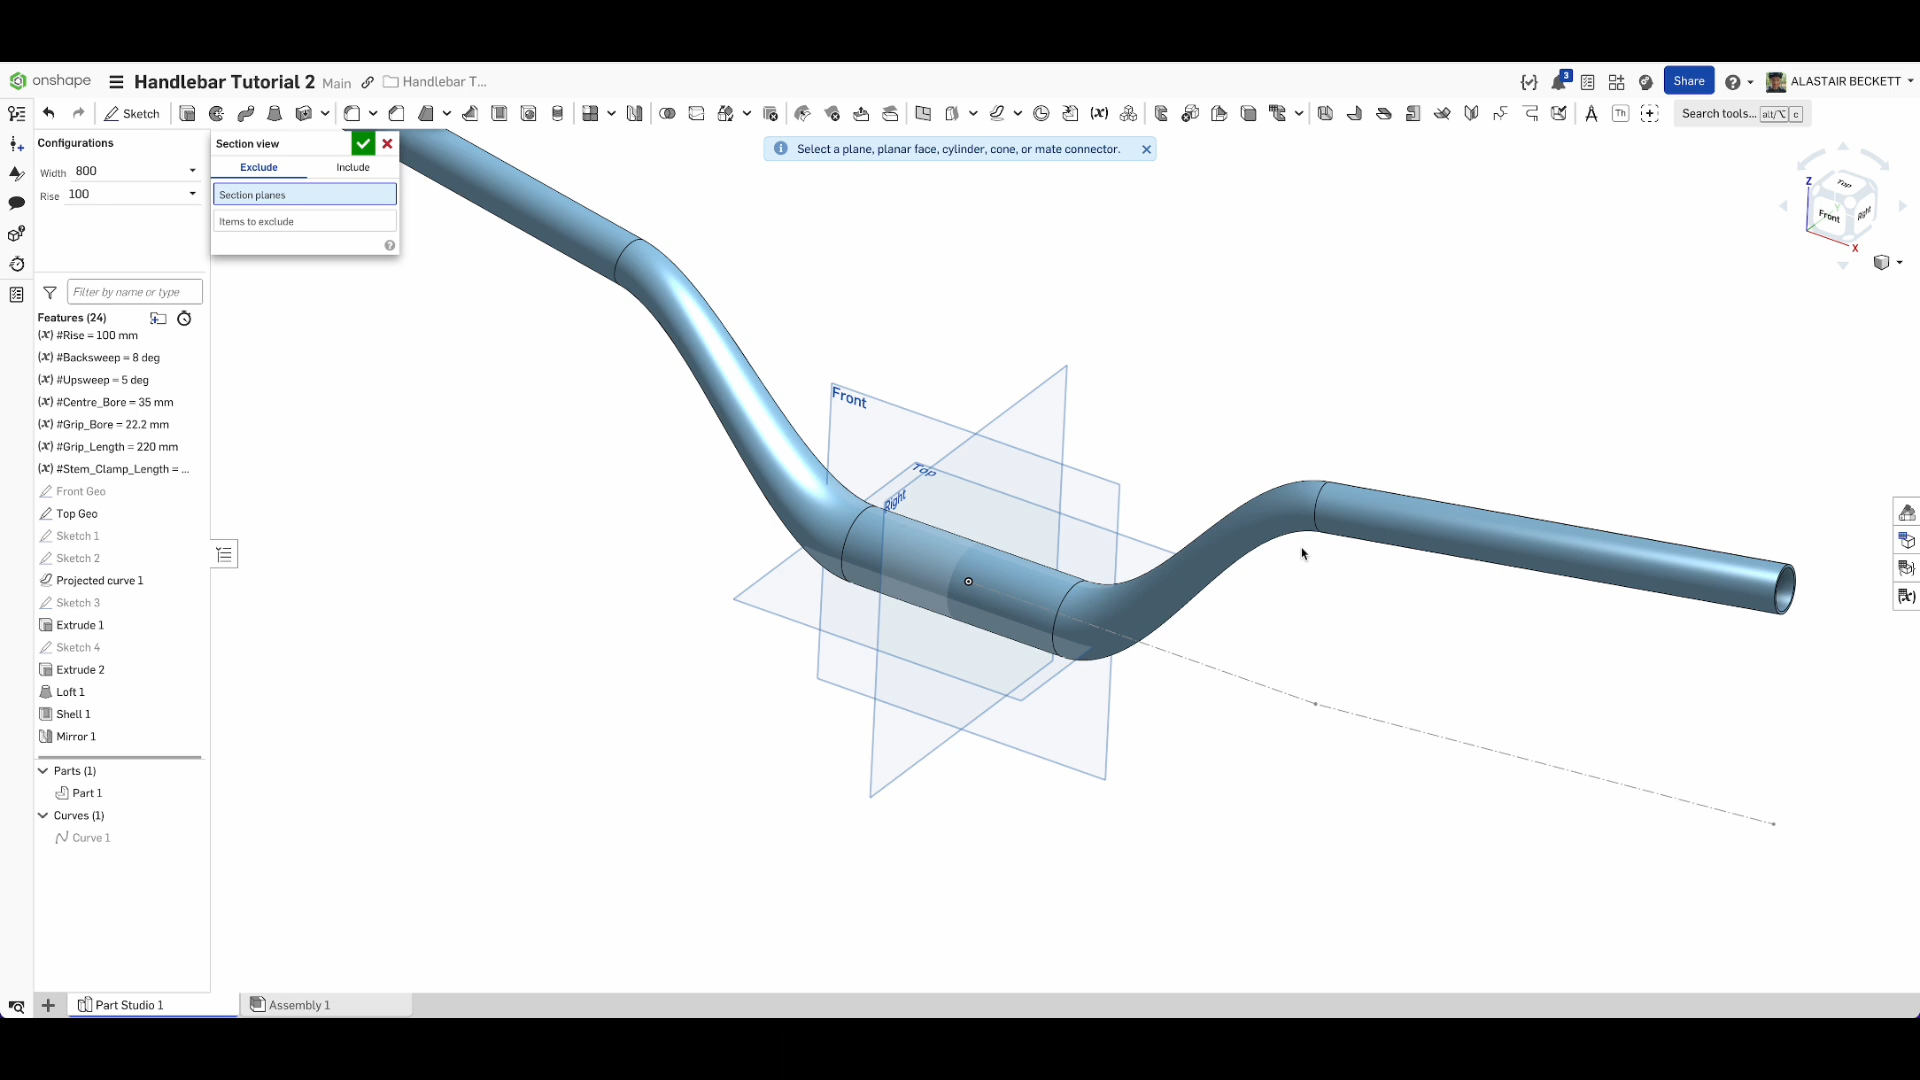 onshape
Handlebar Tutorial 2 Main Handlebar T...
3
Share
ALASTAIR BECKETT
Sketch
(x)
Th
Search tools... alt/⌥ c
Configurations
Width 800
Rise 100
Section view
Exclude Include
Section planes
Items to exclude
Select a plane, planar face, cylinder, cone, or mate connector.
Filter by name or type
Features (24)
(x) #Rise = 100 mm
(x) #Backsweep = 8 deg
(x) #Upsweep = 5 deg
(x) #Centre_Bore = 35 mm
(x) #Grip_Bore = 22.2 mm
(x) #Grip_Length = 220 mm
(x) #Stem_Clamp_Length = ...
Front Geo
Top Geo
Sketch 1
Sketch 2
Projected curve 1
Sketch 3
Extrude 1
Sketch 4
Extrude 2
Loft 1
Shell 1
Mirror 1
Parts (1)
Part 1
Curves (1)
Curve 1
Front
Top
Right
Z
Top
Front
Right
Y
X
Part Studio 1
Assembly 1